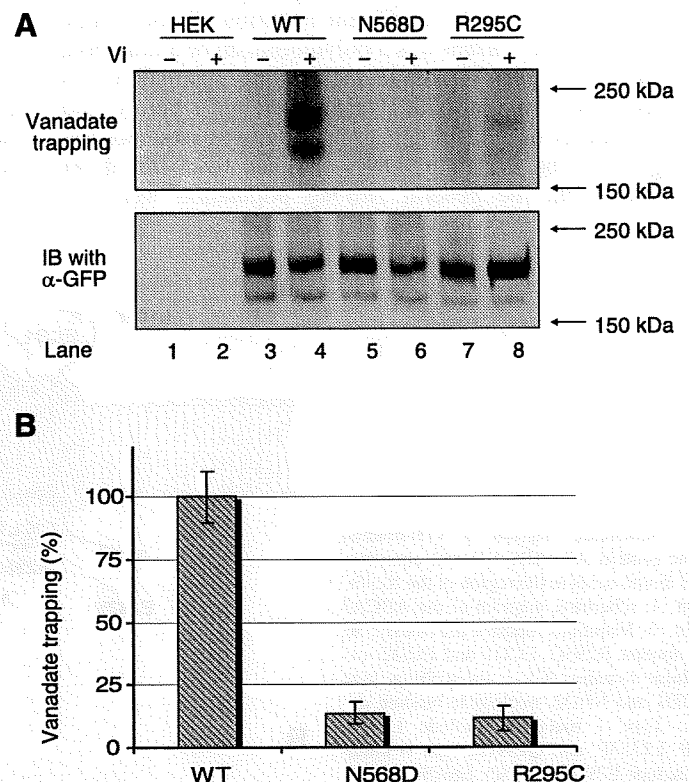 A
HEK WT N568D R295C
Vi − + − + − + − +
Vanadate trapping
250 kDa
150 kDa
IB with α-GFP
250 kDa
150 kDa
Lane 1 2 3 4 5 6 7 8
B
Vanadate trapping (%)
100
75
50
25
0
WT N568D R295C